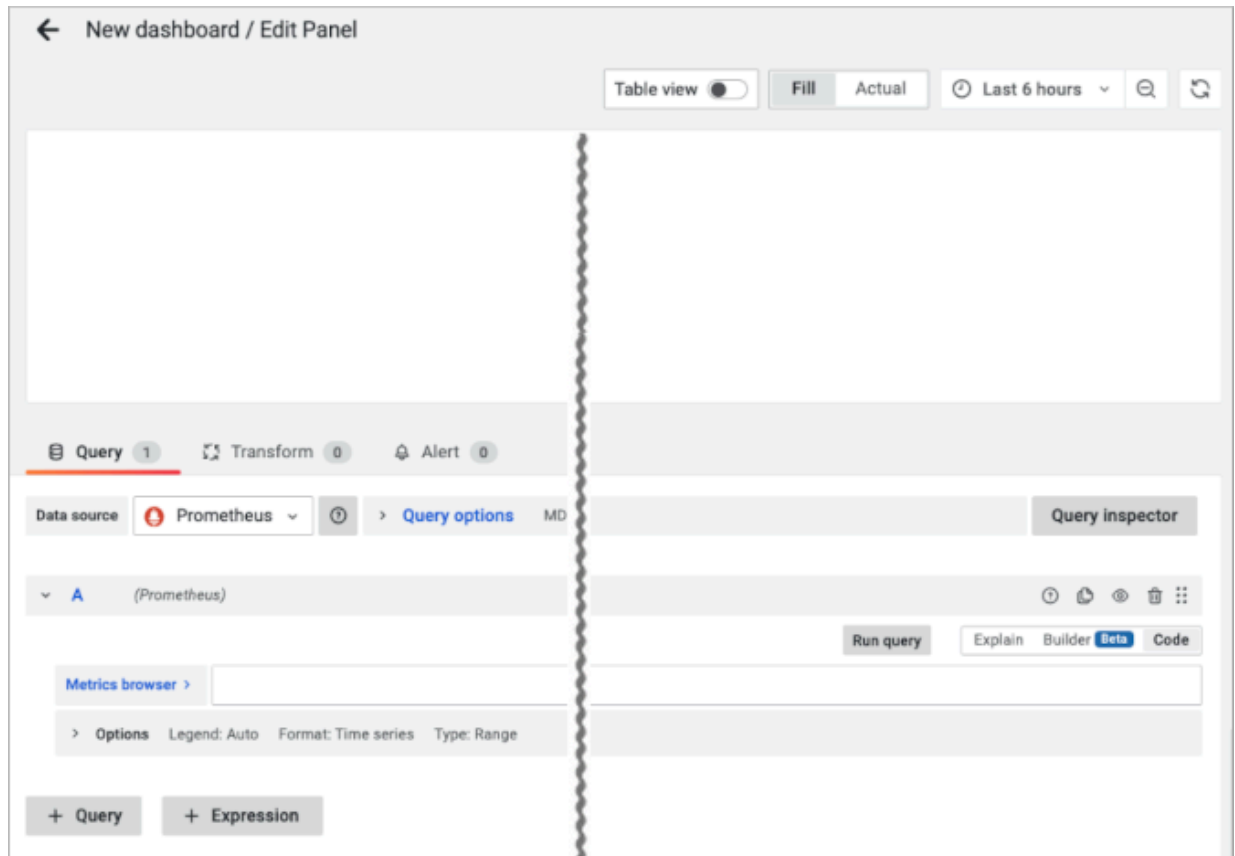 New dashboard / Edit Panel
Table view Fill Actual Last 6 hours
Query 1 Transform 0 Alert 0
Data source Prometheus Query options MD Query inspector
A (Prometheus)
Run query Explain Builder Beta Code
Metrics browser >
Options Legend: Auto Format: Time series Type: Range
+ Query + Expression